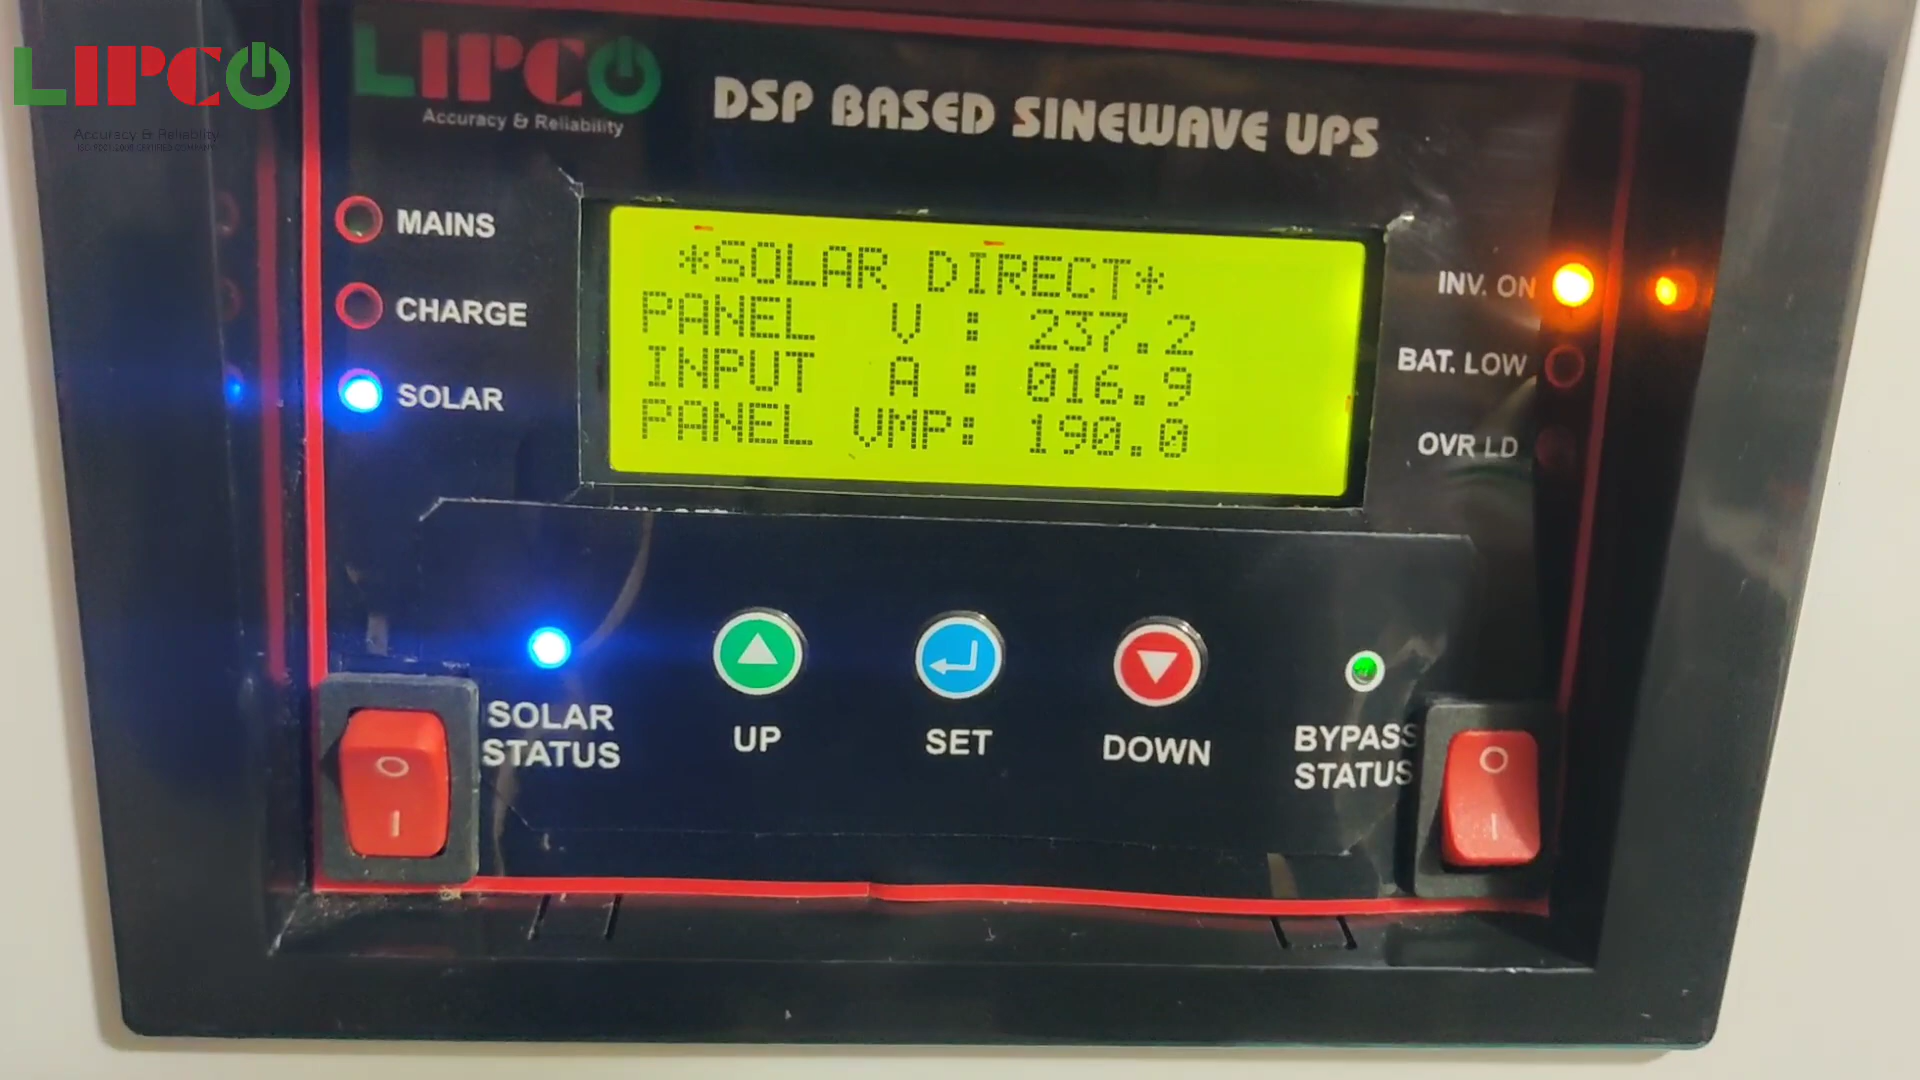 LIPCO
Accuracy & Reliability
LIPCO
Accuracy & Reliability
DSP BASED SINEWAVE UPS
MAINS
CHARGE
SOLAR
*SOLAR DIRECT*
PANEL V : 237.2
INPUT A : 016.9
PANEL VMP: 190.0
INV. ON
BAT. LOW
OVR LD
SOLAR
STATUS
UP
SET
DOWN
BYPASS
STATUS
O
I
O
I